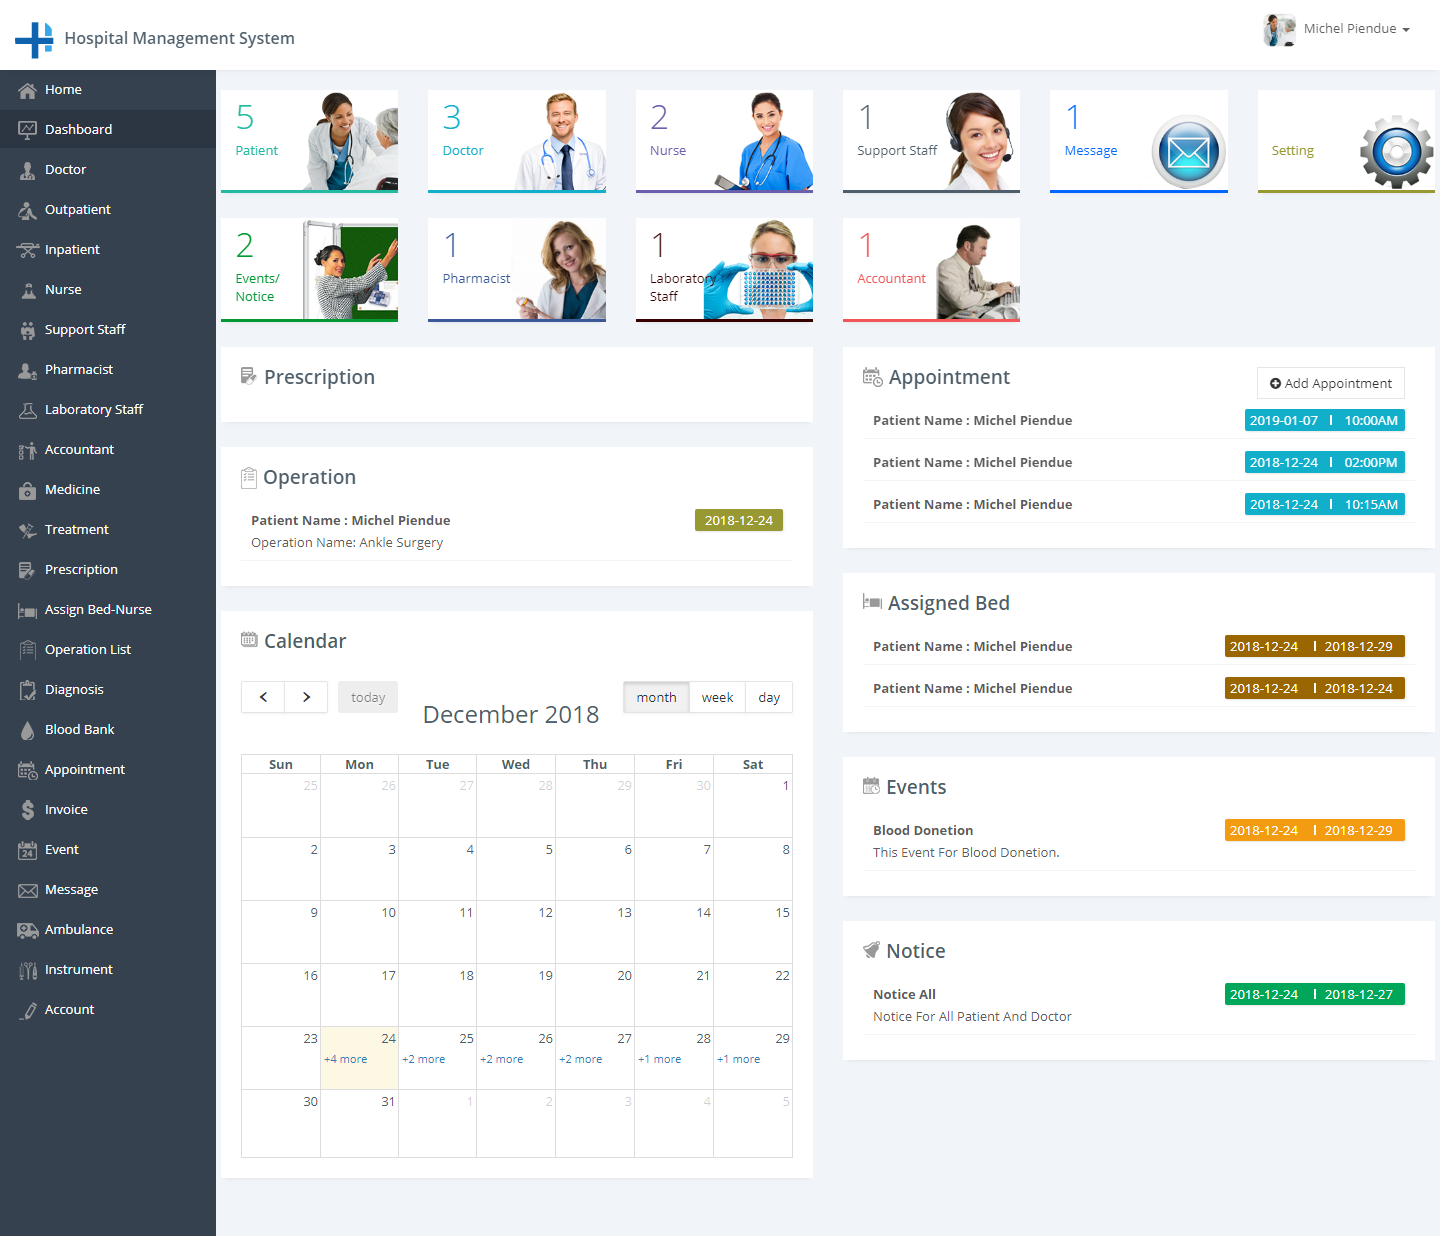 Hospital Management System
Michel Piendue
Home
Dashboard
Doctor
Outpatient
Inpatient
Nurse
Support Staff
Pharmacist
Laboratory Staff
Accountant
Medicine
Treatment
Prescription
Assign Bed-Nurse
Operation List
Diagnosis
Blood Bank
Appointment
Invoice
Event
24
Message
Ambulance
Instrument
Account
5
Patient
3
Doctor
2
Nurse
1
Support Staff
1
Message
Setting
2
Events/
Notice
1
Pharmacist
1
Laboratory
Staff
1
Accountant
Prescription
Operation
Patient Name : Michel Piendue 2018-12-24
Operation Name: Ankle Surgery
Calendar
today
December 2018
month week day
Sun Mon Tue Wed Thu Fri Sat
25 26 27 28 29 30 1
2 3 4 5 6 7 8
9 10 11 12 13 14 15
16 17 18 19 20 21 22
23 24 25 26 27 28 29
+4 more +2 more +2 more +2 more +1 more +1 more
30 31 1 2 3 4 5
Appointment
Add Appointment
Patient Name : Michel Piendue 2019-01-07 | 10:00AM
Patient Name : Michel Piendue 2018-12-24 | 02:00PM
Patient Name : Michel Piendue 2018-12-24 | 10:15AM
Assigned Bed
Patient Name : Michel Piendue 2018-12-24 | 2018-12-29
Patient Name : Michel Piendue 2018-12-24 | 2018-12-24
Events
Blood Donetion 2018-12-24 | 2018-12-29
This Event For Blood Donetion.
Notice
Notice All 2018-12-24 | 2018-12-27
Notice For All Patient And Doctor